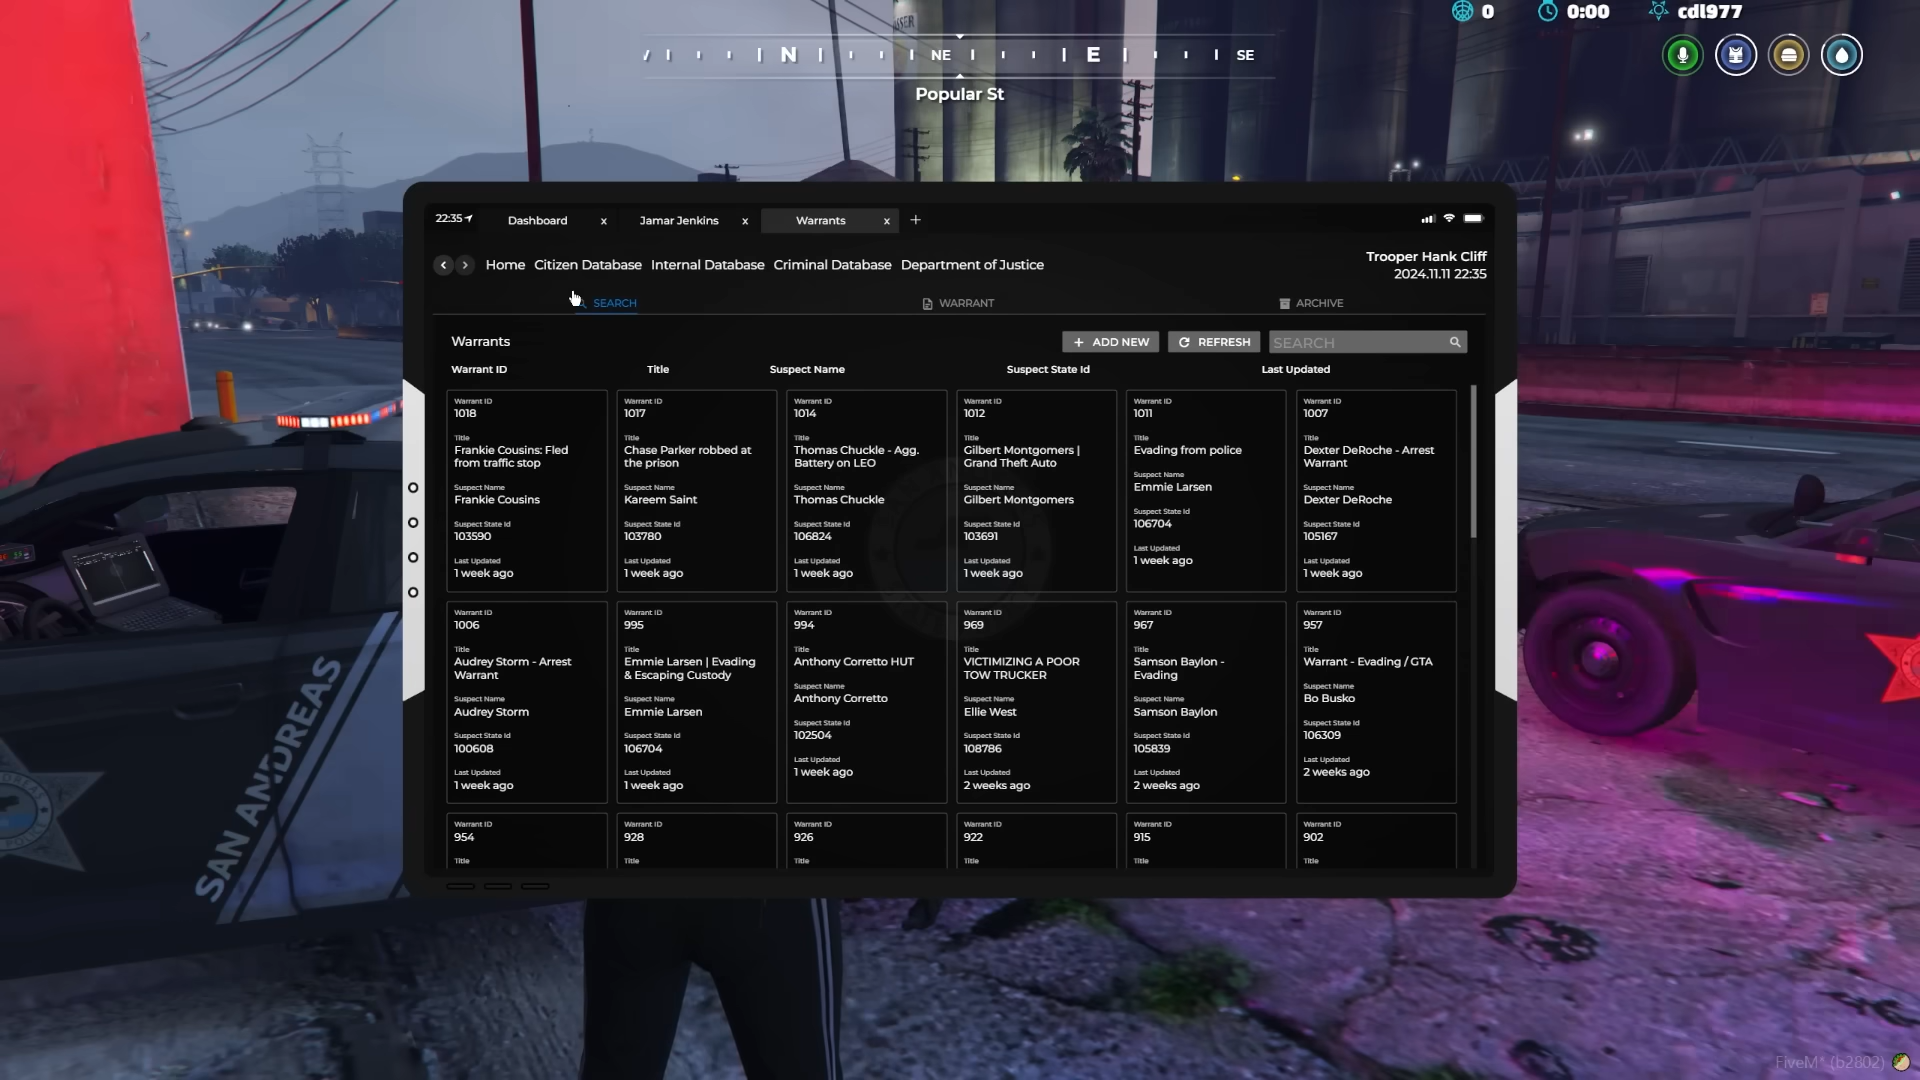 0
0:00
cdl977
N
NE
E
SE
Popular St
22:35
Dashboard x
Jamar Jenkins x
Warrants x
+
Home Citizen Database Internal Database Criminal Database Department of Justice
Trooper Hank Cliff
2024.11.11 22:35
SEARCH
WARRANT
ARCHIVE
Warrants
+ ADD NEW
REFRESH
SEARCH
Warrant ID Title Suspect Name Suspect State Id Last Updated
Warrant ID
1018
Title
Frankie Cousins: Fled
from traffic stop
Suspect Name
Frankie Cousins
Suspect State Id
103590
Last Updated
1 week ago
Warrant ID
1017
Title
Chase Parker robbed at
the prison
Suspect Name
Kareem Saint
Suspect State Id
103780
Last Updated
1 week ago
Warrant ID
1014
Title
Thomas Chuckle - Agg.
Battery on LEO
Suspect Name
Thomas Chuckle
Suspect State Id
106824
Last Updated
1 week ago
Warrant ID
1012
Title
Gilbert Montgomers |
Grand Theft Auto
Suspect Name
Gilbert Montgomers
Suspect State Id
103691
Last Updated
1 week ago
Warrant ID
1011
Title
Evading from police
Suspect Name
Emmie Larsen
Suspect State Id
106704
Last Updated
1 week ago
Warrant ID
1007
Title
Dexter DeRoche - Arrest
Warrant
Suspect Name
Dexter DeRoche
Suspect State Id
105167
Last Updated
1 week ago
Warrant ID
1006
Title
Audrey Storm - Arrest
Warrant
Suspect Name
Audrey Storm
Suspect State Id
100608
Last Updated
1 week ago
Warrant ID
995
Title
Emmie Larsen | Evading
& Escaping Custody
Suspect Name
Emmie Larsen
Suspect State Id
106704
Last Updated
1 week ago
Warrant ID
994
Title
Anthony Corretto HUT
Suspect Name
Anthony Corretto
Suspect State Id
102504
Last Updated
1 week ago
Warrant ID
969
Title
VICTIMIZING A POOR
TOW TRUCKER
Suspect Name
Ellie West
Suspect State Id
108786
Last Updated
2 weeks ago
Warrant ID
967
Title
Samson Baylon -
Evading
Suspect Name
Samson Baylon
Suspect State Id
105839
Last Updated
2 weeks ago
Warrant ID
957
Title
Warrant - Evading / GTA
Suspect Name
Bo Busko
Suspect State Id
106309
Last Updated
2 weeks ago
Warrant ID
954
Title
Warrant ID
928
Title
Warrant ID
926
Title
Warrant ID
922
Title
Warrant ID
915
Title
Warrant ID
902
Title
SAN ANDREAS
FiveM* (b2802)